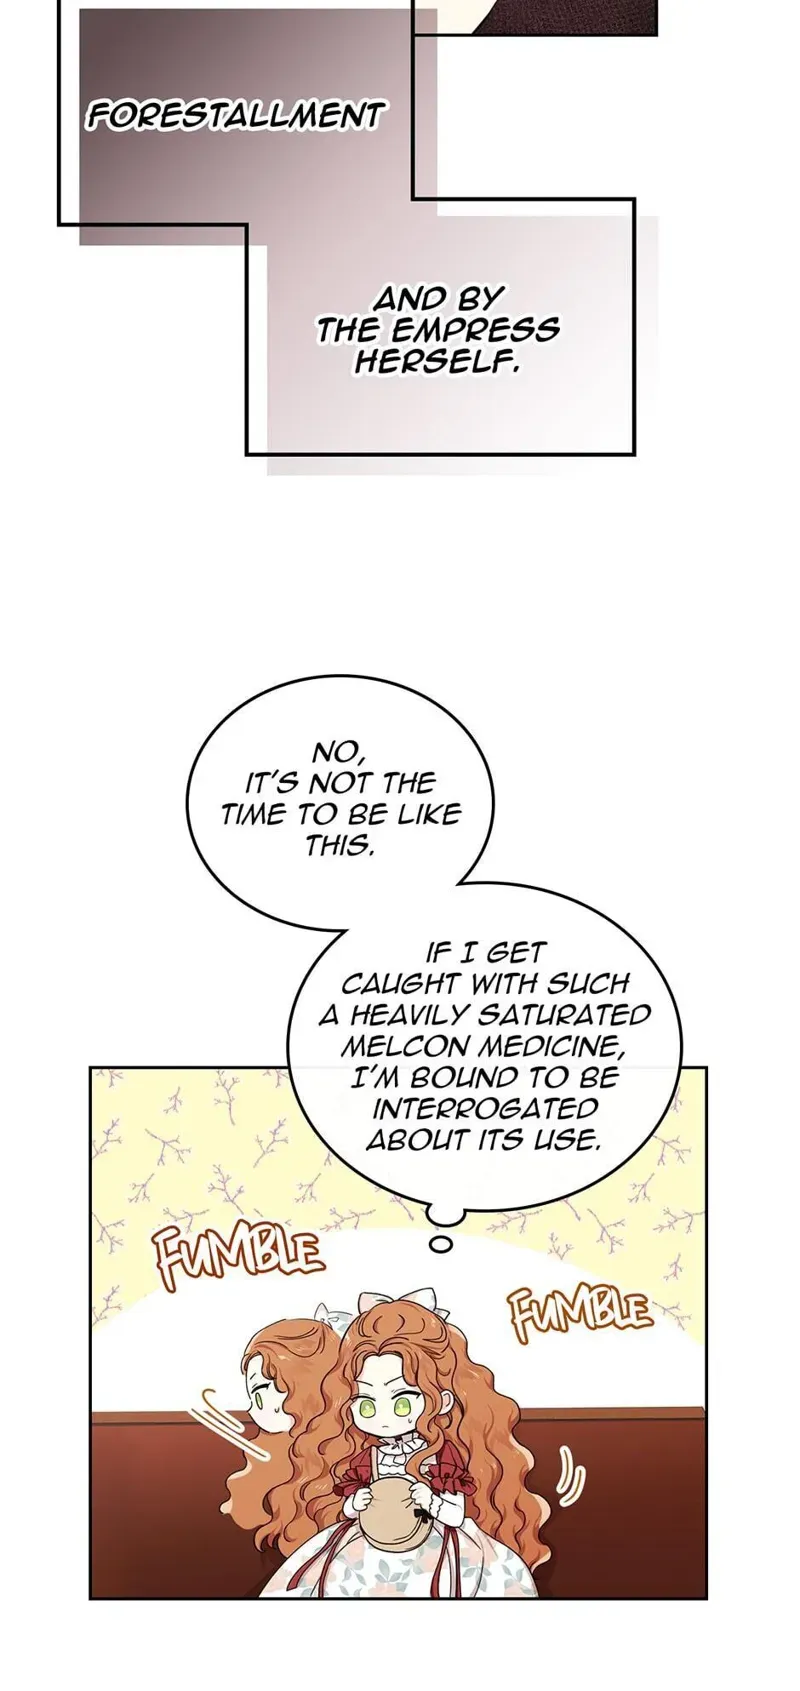 FORESTALLMENT
AND BY
THE EMPRESS
HERSELF.
NO,
IT'S NOT THE
TIME TO BE LIKE
THIS.
IF I GET
CAUGHT WITH SUCH
A HEAVILY SATURATED
MELCON MEDICINE,
I'M BOUND TO BE
INTERROGATED
ABOUT ITS USE.
FUMBLE
FUMBLE